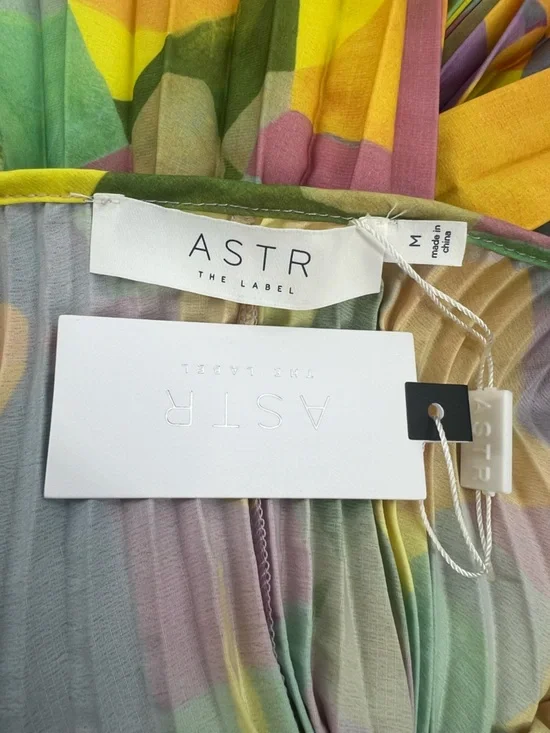 ASTR
THE LABEL
M
made in
china
ASTR
THE LABEL
ASTR